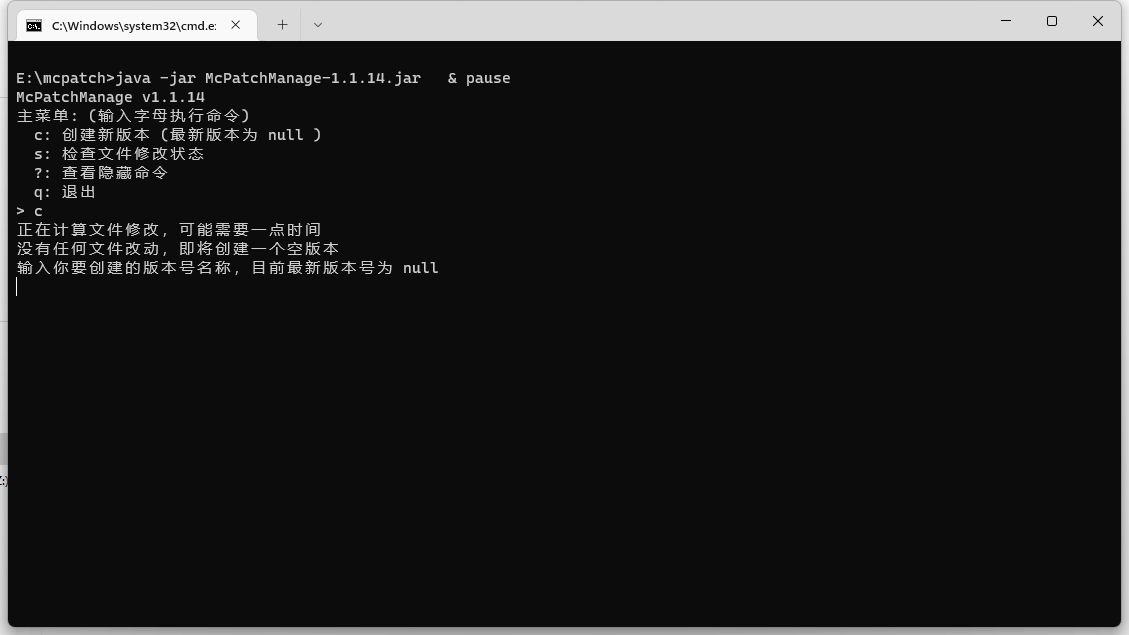 C:\Windows\system32\cmd.e:
E:\mcpatch>java -jar McPatchManage-1.1.14.jar   & pause
McPatchManage v1.1.14
主菜单: (输入字母执行命令)
c: 创建新版本 (最新版本为 null )
s: 检查文件修改状态
?: 查看隐藏命令
q: 退出
> c
正在计算文件修改, 可能需要一点时间
没有任何文件改动, 即将创建一个空版本
输入你要创建的版本号名称, 目前最新版本号为 null